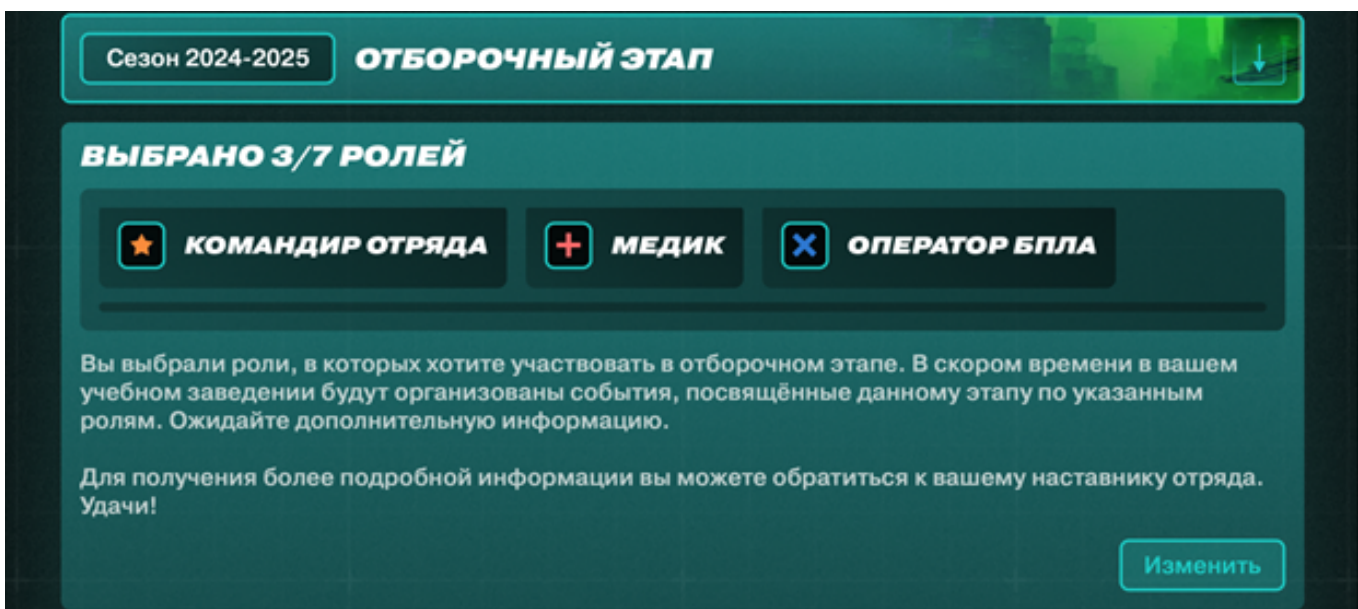 Сезон 2024-2025 ОТБОРОЧНЫЙ ЭТАП
ВЫБРАНО 3/7 РОЛЕЙ
КОМАНДИР ОТРЯДА МЕДИК ОПЕРАТОР БПЛА
Вы выбрали роли, в которых хотите участвовать в отборочном этапе. В скором времени в вашем
учебном заведении будут организованы события, посвящённые данному этапу по указанным
ролям. Ожидайте дополнительную информацию.
Для получения более подробной информации вы можете обратиться к вашему наставнику отряда.
Удачи!
Изменить